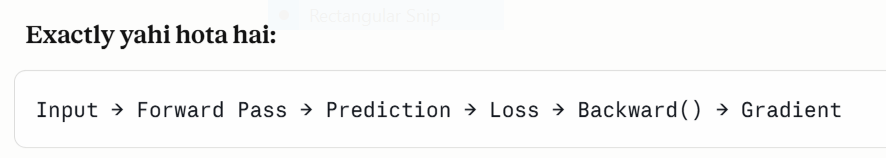 Rectangular Snip
Exactly yahi hota hai:
Input → Forward Pass → Prediction → Loss → Backward() → Gradient